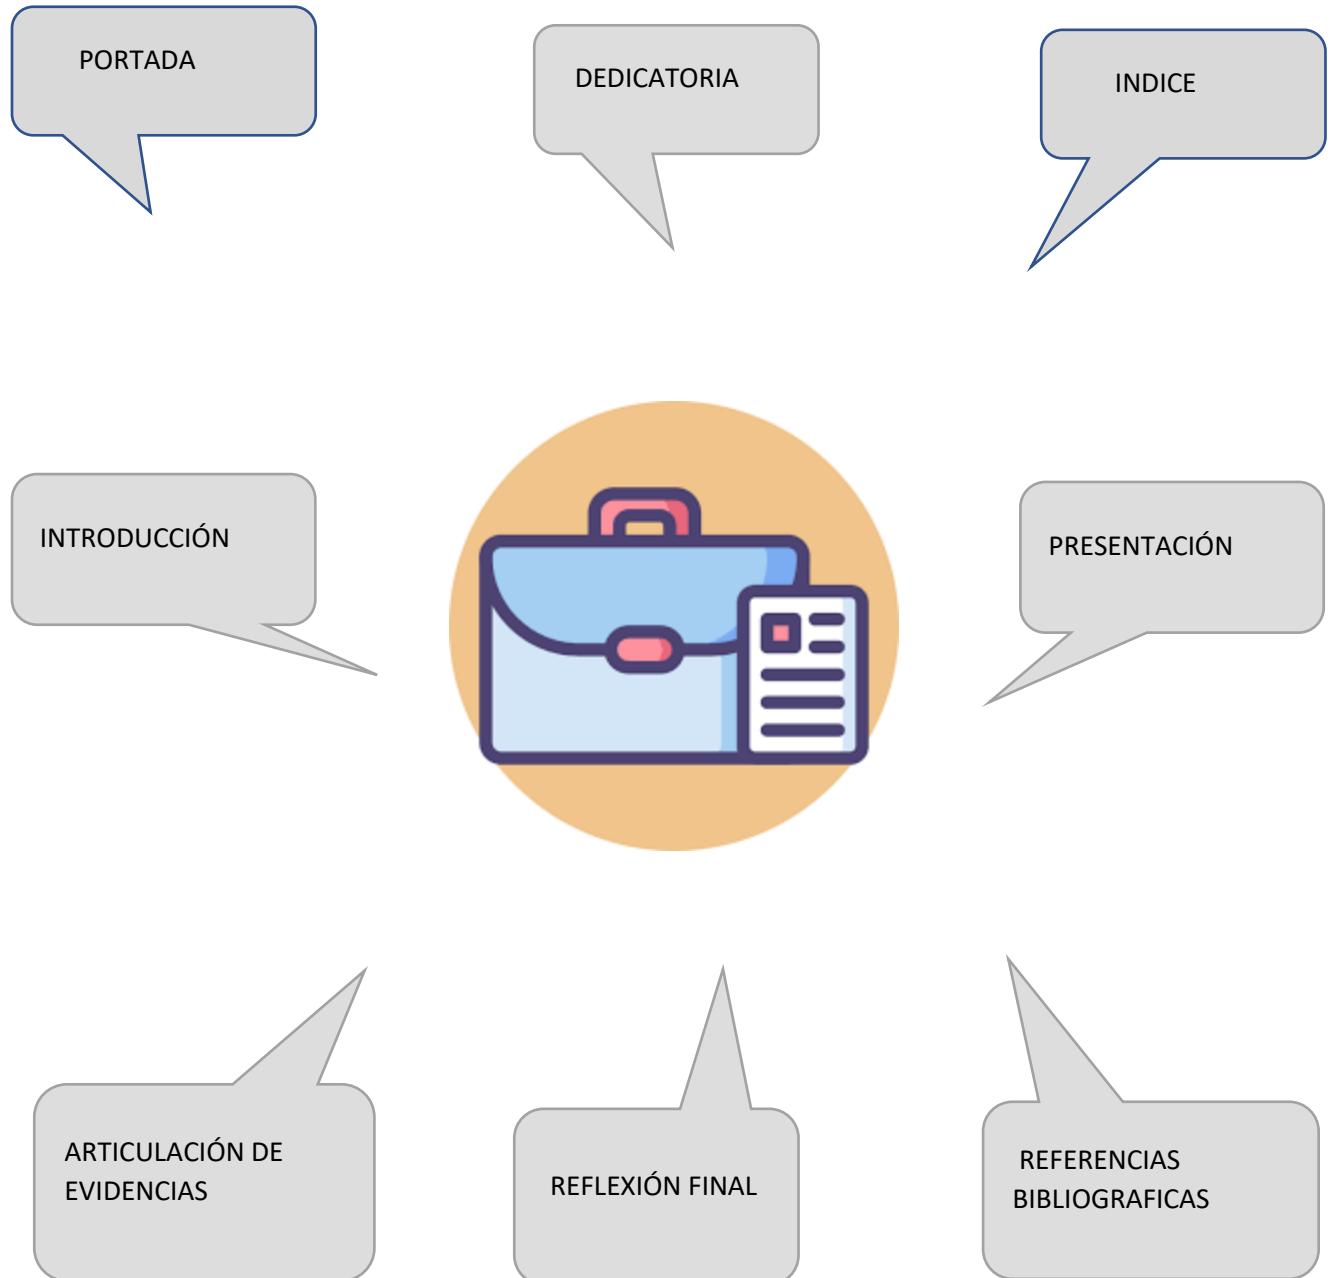 PORTADA
DEDICATORIA
INDICE
INTRODUCCIÓN
PRESENTACIÓN
ARTICULACIÓN DE
EVIDENCIAS
REFLEXIÓN FINAL
REFERENCIAS
BIBLIOGRAFICAS